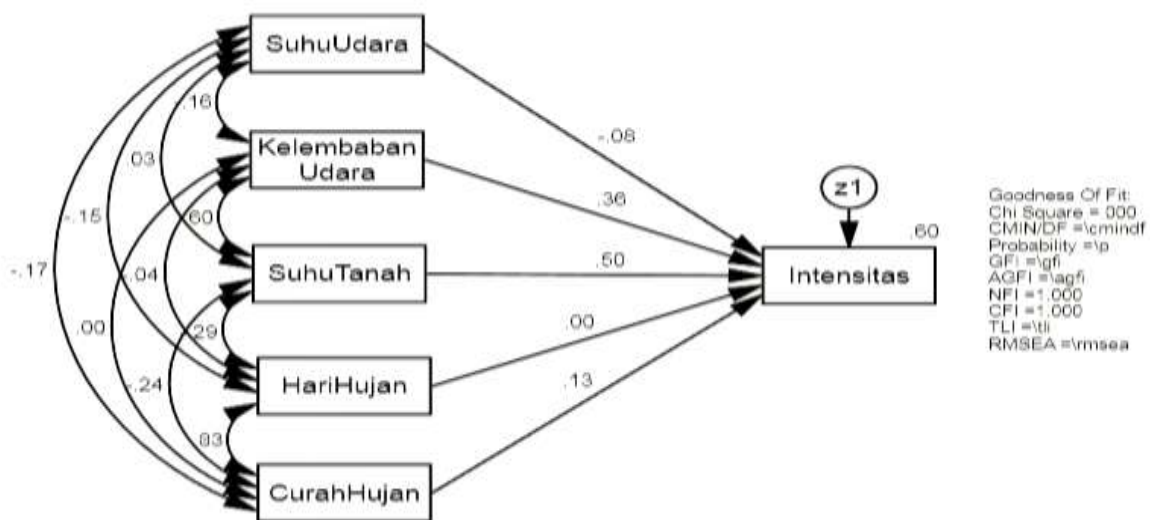 SuhuUdara
-.16
Kelembaban
Udara
.03
-.15
.60
-.17
.04
SuhuTanah
.00
.29
-.24
HariHujan
.83
CurahHujan
-.08
.36
.50
.00
.13
z1
.60
Intensitas
Goodness Of Fit:
Chi Square = 000
CMIN/DF =\cmindf
Probability =\p
GFI =\gfi
AGFI =\agfi
NFI =1.000
CFI =1.000
TLI =\tli
RMSEA =\rmsea